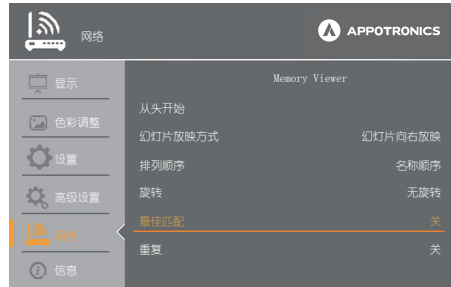 网络
APPOTRONICS
显示
色彩调整
设置
高级设置
网络
信息
Memory Viewer
从头开始
幻灯片放映方式 幻灯片向右放映
排列顺序 名称顺序
旋转 无旋转
最佳匹配 关
重复 关